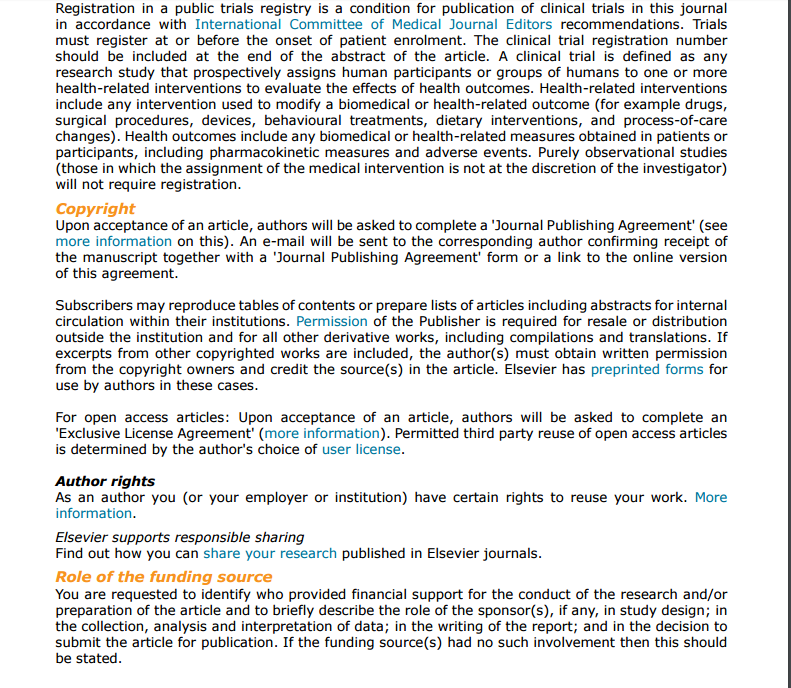 Registration in a public trials registry is a condition for publication of clinical trials in this journal
in accordance with International Committee of Medical Journal Editors recommendations. Trials
must register at or before the onset of patient enrolment. The clinical trial registration number
should be included at the end of the abstract of the article. A clinical trial is defined as any
research study that prospectively assigns human participants or groups of humans to one or more
health-related interventions to evaluate the effects of health outcomes. Health-related interventions
include any intervention used to modify a biomedical or health-related outcome (for example drugs,
surgical procedures, devices, behavioural treatments, dietary interventions, and process-of-care
changes). Health outcomes include any biomedical or health-related measures obtained in patients or
participants, including pharmacokinetic measures and adverse events. Purely observational studies
(those in which the assignment of the medical intervention is not at the discretion of the investigator)
will not require registration.
Copyright
Upon acceptance of an article, authors will be asked to complete a 'Journal Publishing Agreement' (see
more information on this). An e-mail will be sent to the corresponding author confirming receipt of
the manuscript together with a 'Journal Publishing Agreement' form or a link to the online version
of this agreement.
Subscribers may reproduce tables of contents or prepare lists of articles including abstracts for internal
circulation within their institutions. Permission of the Publisher is required for resale or distribution
outside the institution and for all other derivative works, including compilations and translations. If
excerpts from other copyrighted works are included, the author(s) must obtain written permission
from the copyright owners and credit the source(s) in the article. Elsevier has preprinted forms for
use by authors in these cases.
For open access articles: Upon acceptance of an article, authors will be asked to complete an
'Exclusive License Agreement' (more information). Permitted third party reuse of open access articles
is determined by the author's choice of user license.
Author rights
As an author you (or your employer or institution) have certain rights to reuse your work. More
information.
Elsevier supports responsible sharing
Find out how you can share your research published in Elsevier journals.
Role of the funding source
You are requested to identify who provided financial support for the conduct of the research and/or
preparation of the article and to briefly describe the role of the sponsor(s), if any, in study design; in
the collection, analysis and interpretation of data; in the writing of the report; and in the decision to
submit the article for publication. If the funding source(s) had no such involvement then this should
be stated.